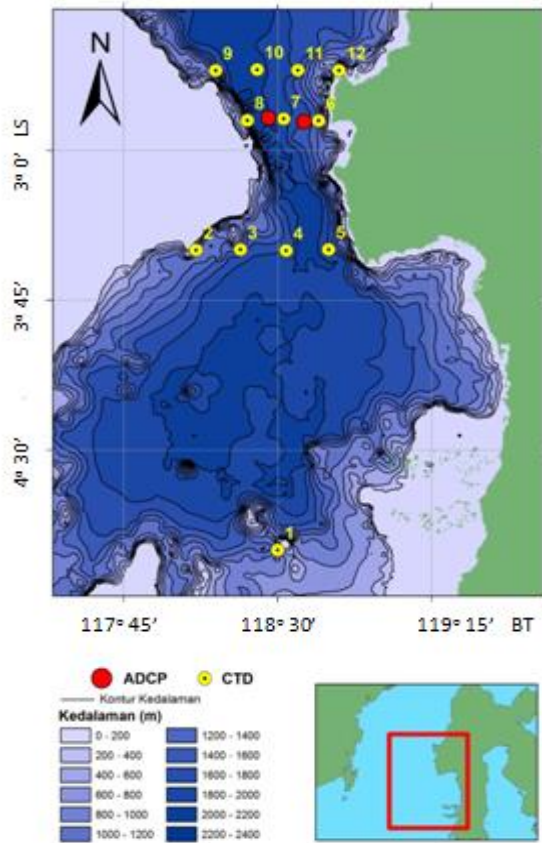 N
9 10 11 12
8 7 6
2 3 4 5
1
LS
3° 0'
3° 45'
4° 30'
117° 45' 118° 30' 119° 15' BT
ADCP CTD
Kontur Kedalaman
Kedalaman (m)
0 - 200 1200 - 1400
200 - 400 1400 - 1600
400 - 600 1600 - 1800
600 - 800 1800 - 2000
800 - 1000 2000 - 2200
1000 - 1200 2200 - 2400